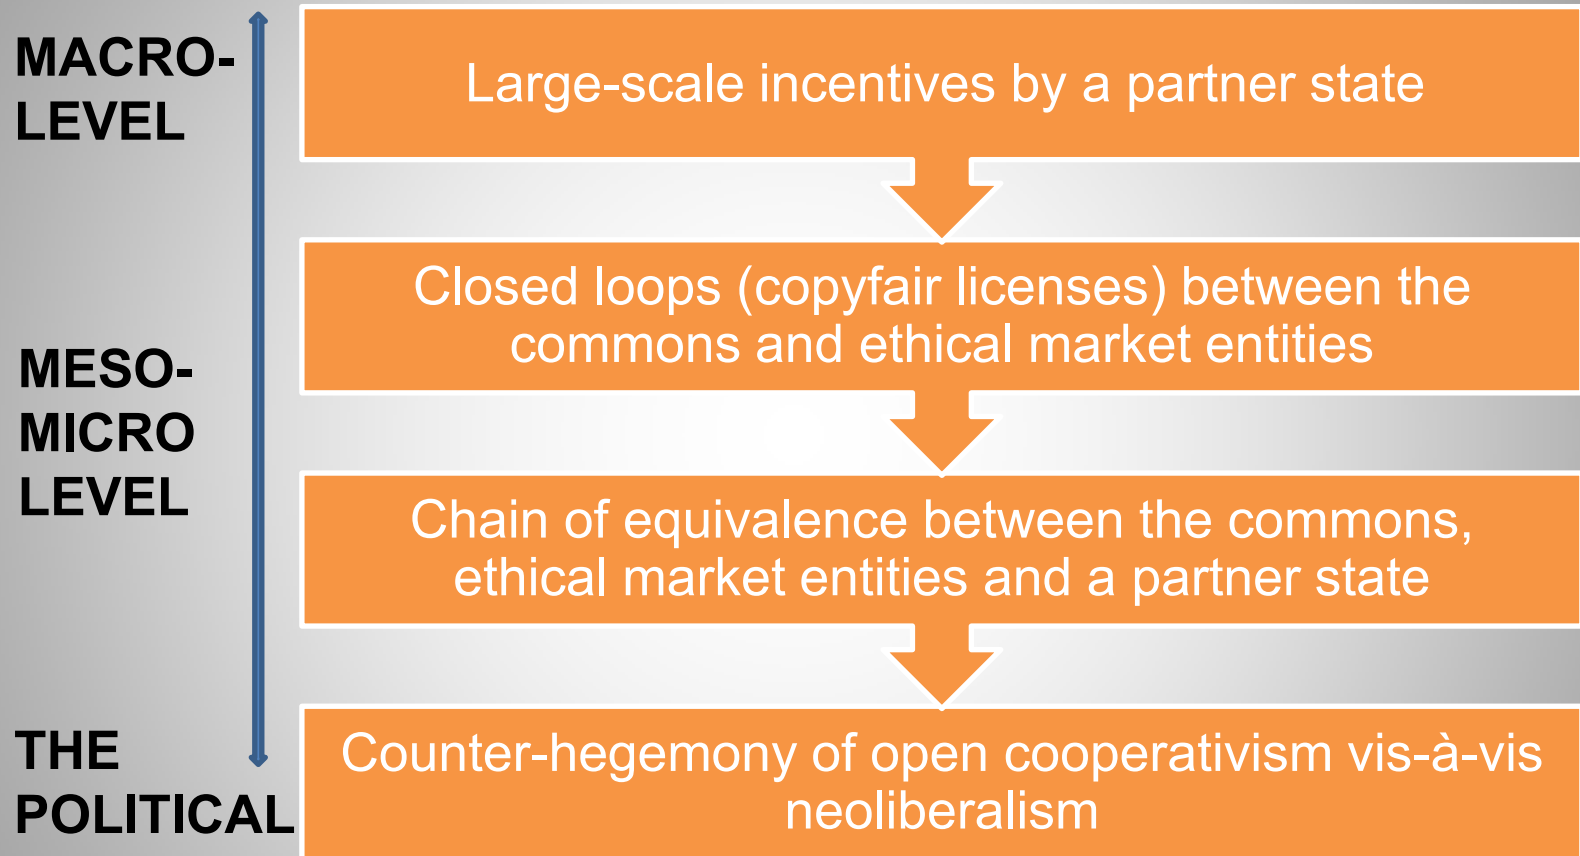 MACRO-
LEVEL
Large-scale incentives by a partner state
Closed loops (copyfair licenses) between the
commons and ethical market entities
MESO-
MICRO
LEVEL
Chain of equivalence between the commons,
ethical market entities and a partner state
THE
POLITICAL
Counter-hegemony of open cooperativism vis-à-vis
neoliberalism